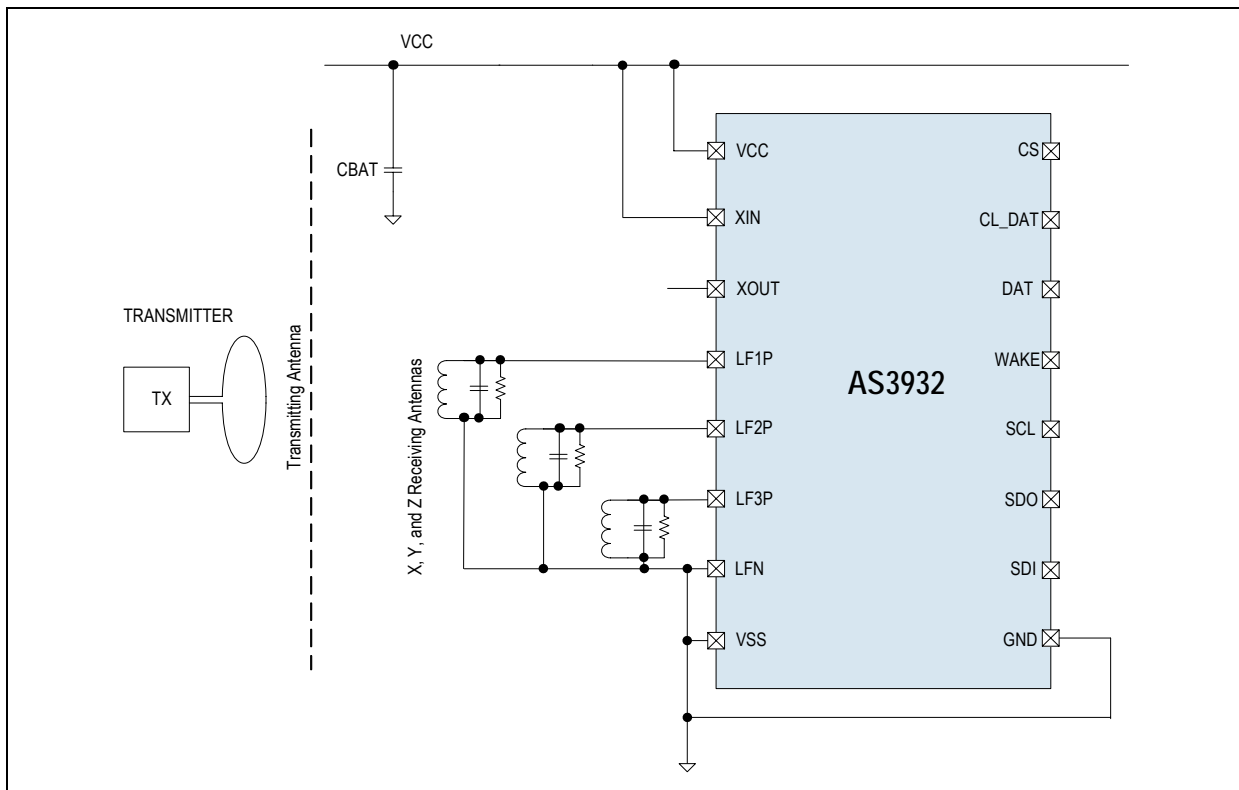 VCC
CBAT
TRANSMITTER
TX
Transmitting Antenna
X, Y, and Z Receiving Antennas
VCC
XIN
XOUT
LF1P
LF2P
LF3P
LFN
VSS
AS3932
CS
CL_DAT
DAT
WAKE
SCL
SDO
SDI
GND